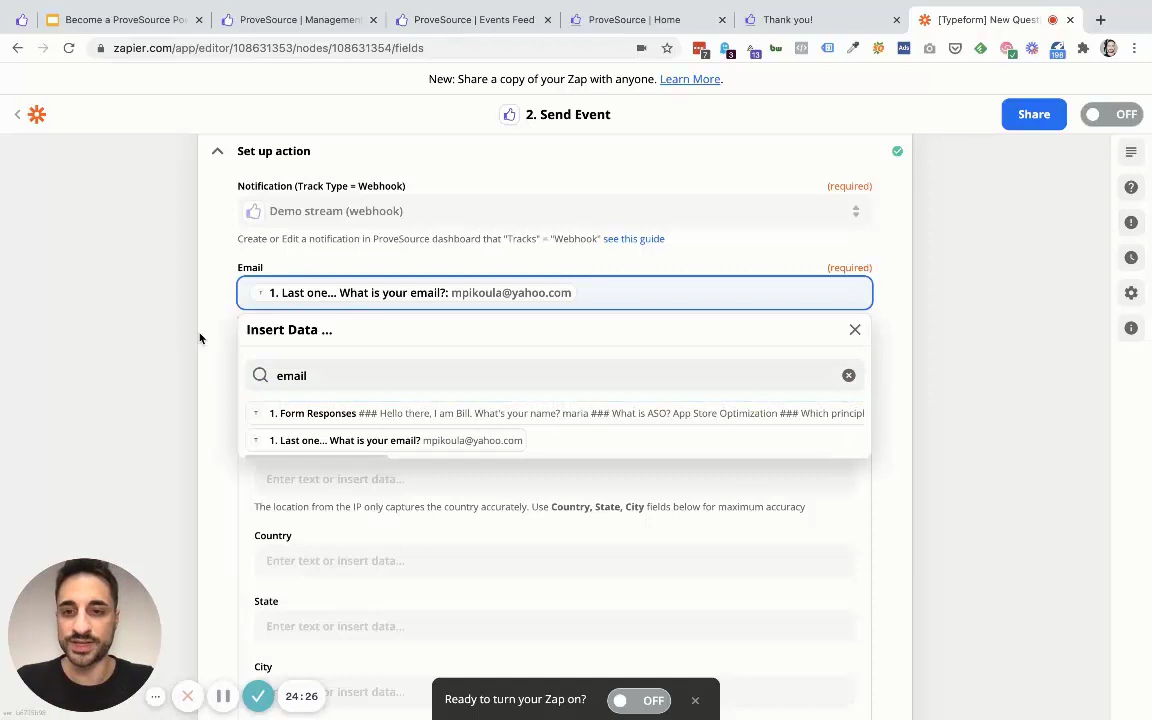 Become a ProveSource Po
ProveSource | Managemen
ProveSource | Events Feed
ProveSource | Home
Thank you!
[Typeform] New Questi
zapier.com/app/editor/108631353/nodes/108631354/fields
7
3
13
bw
Ads
198
New: Share a copy of your Zap with anyone. Learn More.
2. Send Event
Share
OFF
Set up action
Notification (Track Type = Webhook)
(required)
Demo stream (webhook)
Create or Edit a notification in ProveSource dashboard that "Tracks" = "Webhook" see this guide
Email
(required)
1. Last one... What is your email?: mpikoula@yahoo.com
Insert Data ...
email
1. Form Responses ### Hello there, I am Bill. What's your name? maria ### What is ASO? App Store Optimization ### Which principl
1. Last one... What is your email? mpikoula@yahoo.com
Enter text or insert data...
The location from the IP only captures the country accurately. Use Country, State, City fields below for maximum accuracy
Country
Enter text or insert data...
State
Enter text or insert data...
City
Enter text or insert data...
24:26
Ready to turn your Zap on?
OFF